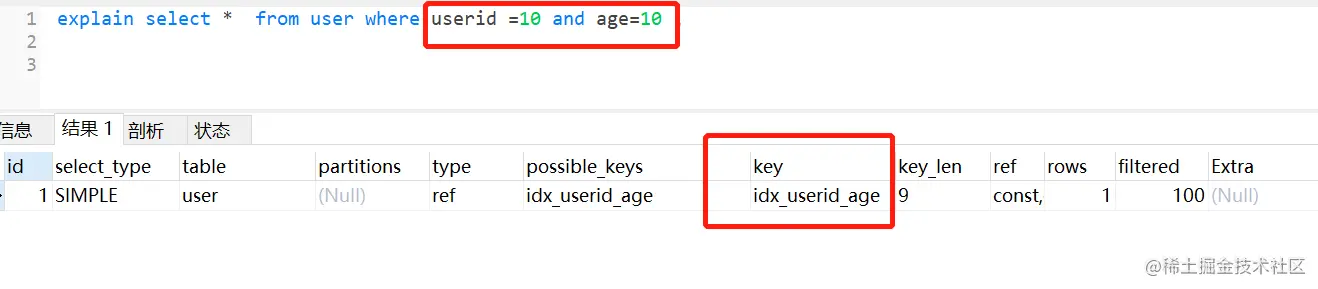 1 explain select * from user where userid =10 and age=10
2
3
信息 结果 1 剖析 状态
id select_type table partitions type possible_keys key key_len ref rows filtered Extra
1 SIMPLE user (Null) ref idx_userid_age idx_userid_age 9 const, 1 100 (Null)
@稀土掘金技术社区